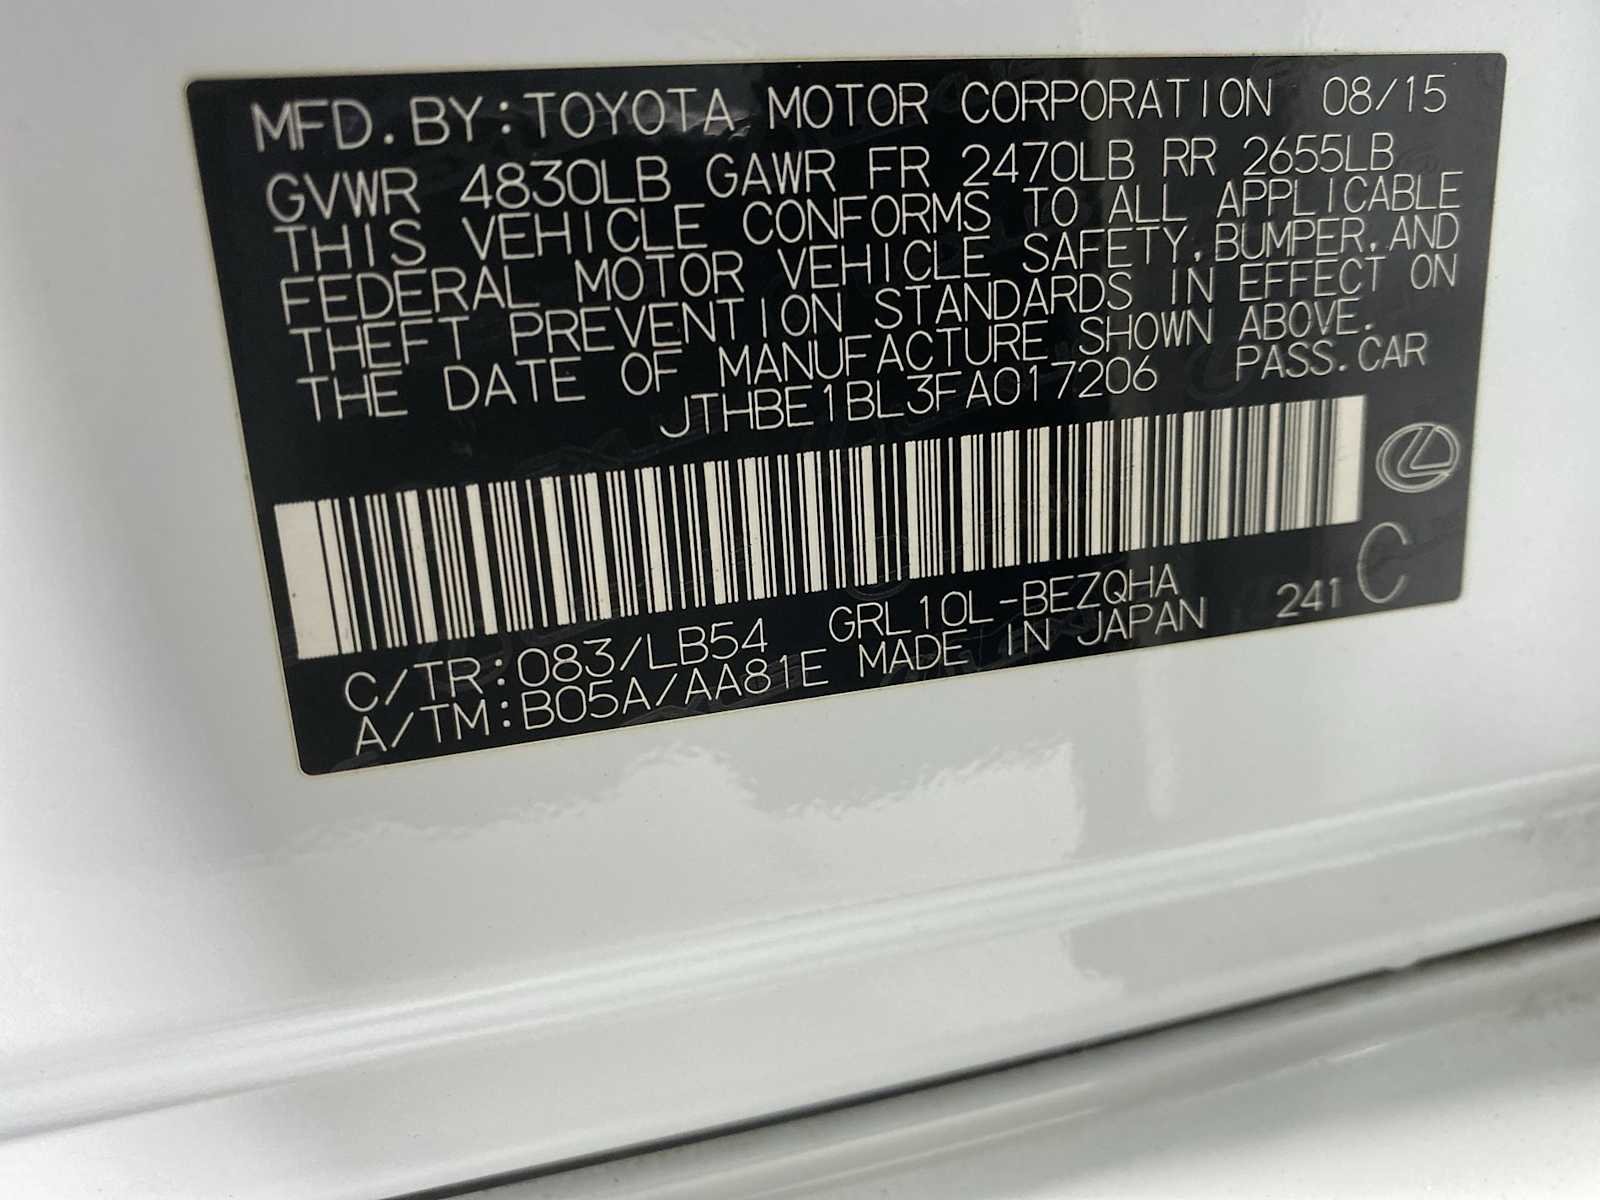 MFD. BY: TOYOTA MOTOR CORPORATION 08/15
GVWR 4830LB GAWR FR 2470LB RR 2655LB
THIS VEHICLE CONFORMS TO ALL APPLICABLE
FEDERAL MOTOR VEHICLE SAFETY, BUMPER, AND
THEFT PREVENTION STANDARDS IN EFFECT ON
THE DATE OF MANUFACTURE SHOWN ABOVE.
JTHBE1BL3FA017206 PASS. CAR
C/TR: 083/LB54 GRL10L-BEZQHA 241 C
A/TM: B05A/AA81E MADE IN JAPAN